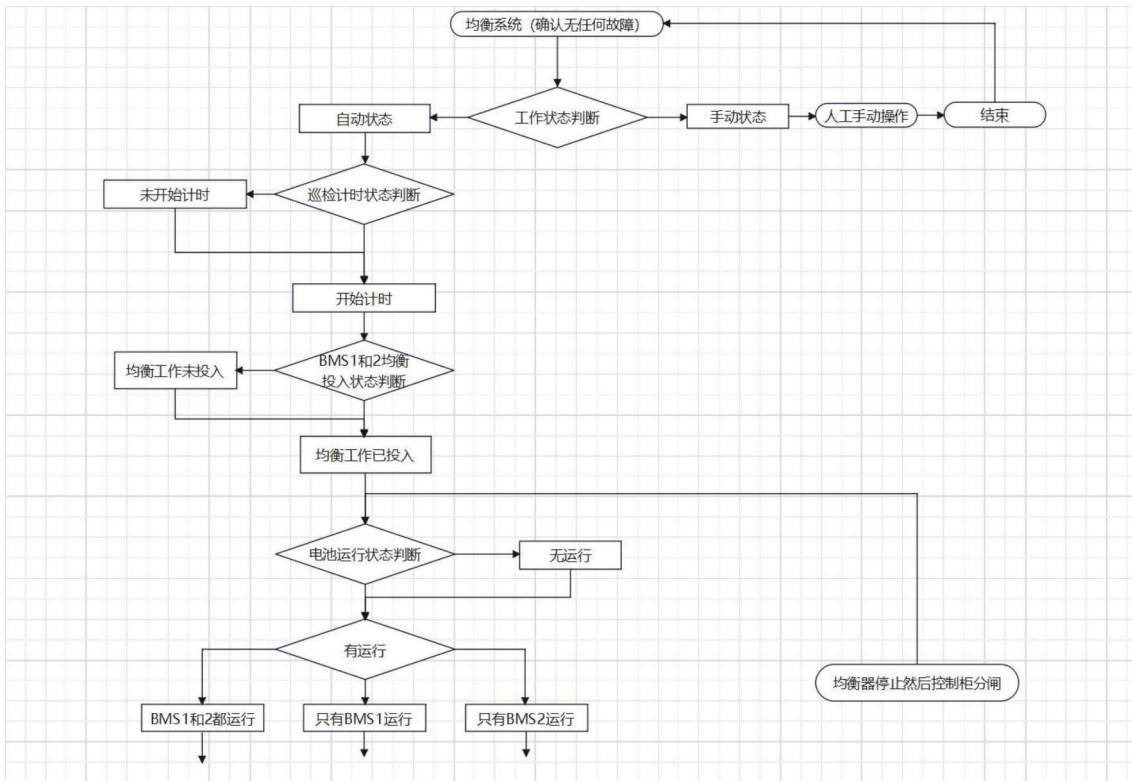 均衡系统（确认无任何故障）
自动状态
工作状态判断
手动状态
人工手动操作
结束
未开始计时
巡检计时状态判断
开始计时
均衡工作未投入
BMS1和2均衡
投入状态判断
均衡工作已投入
电池运行状态判断
无运行
有运行
均衡器停止然后控制柜分闸
BMS1和2都运行
只有BMS1运行
只有BMS2运行